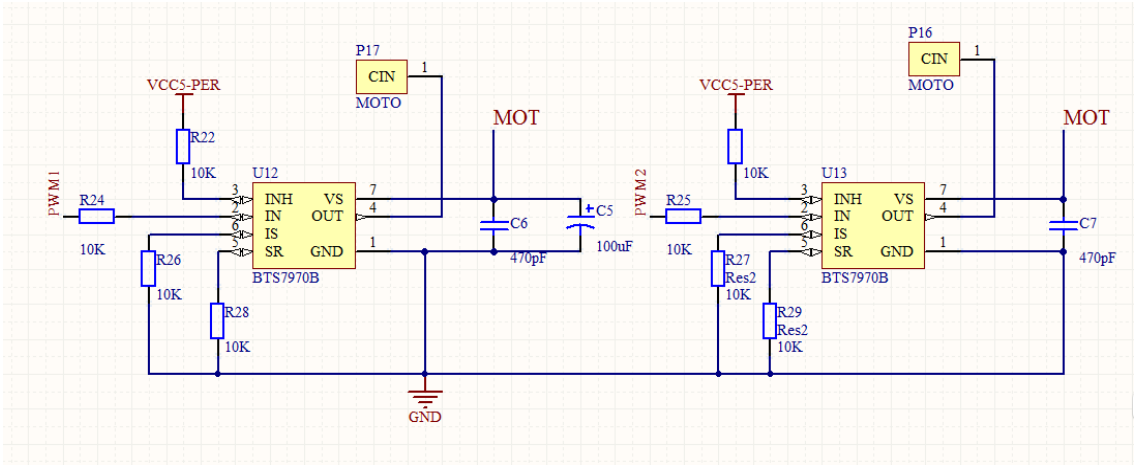 P17
CIN
1
MOTO
VCC5-PER
R22
10K
MOT
U12
PWM1
R24
10K
3
2
6
5
INH
IN
IS
SR
VS
OUT
GND
7
4
1
BTS7970B
C6
470pF
C5
100uF
R26
10K
R28
10K
GND
P16
CIN
1
MOTO
VCC5-PER
10K
MOT
U13
PWM2
R25
10K
3
2
6
5
INH
IN
IS
SR
VS
OUT
GND
7
4
1
BTS7970B
C7
470pF
R27
Res2
10K
R29
Res2
10K